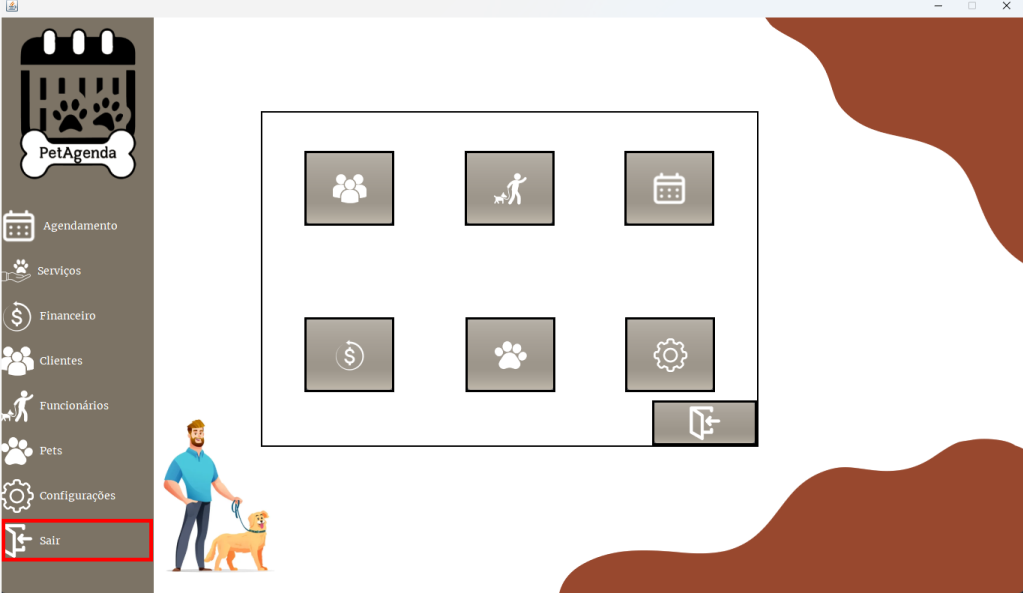 PetAgenda
Agendamento
Serviços
Financeiro
Clientes
Funcionários
Pets
Configurações
Sair